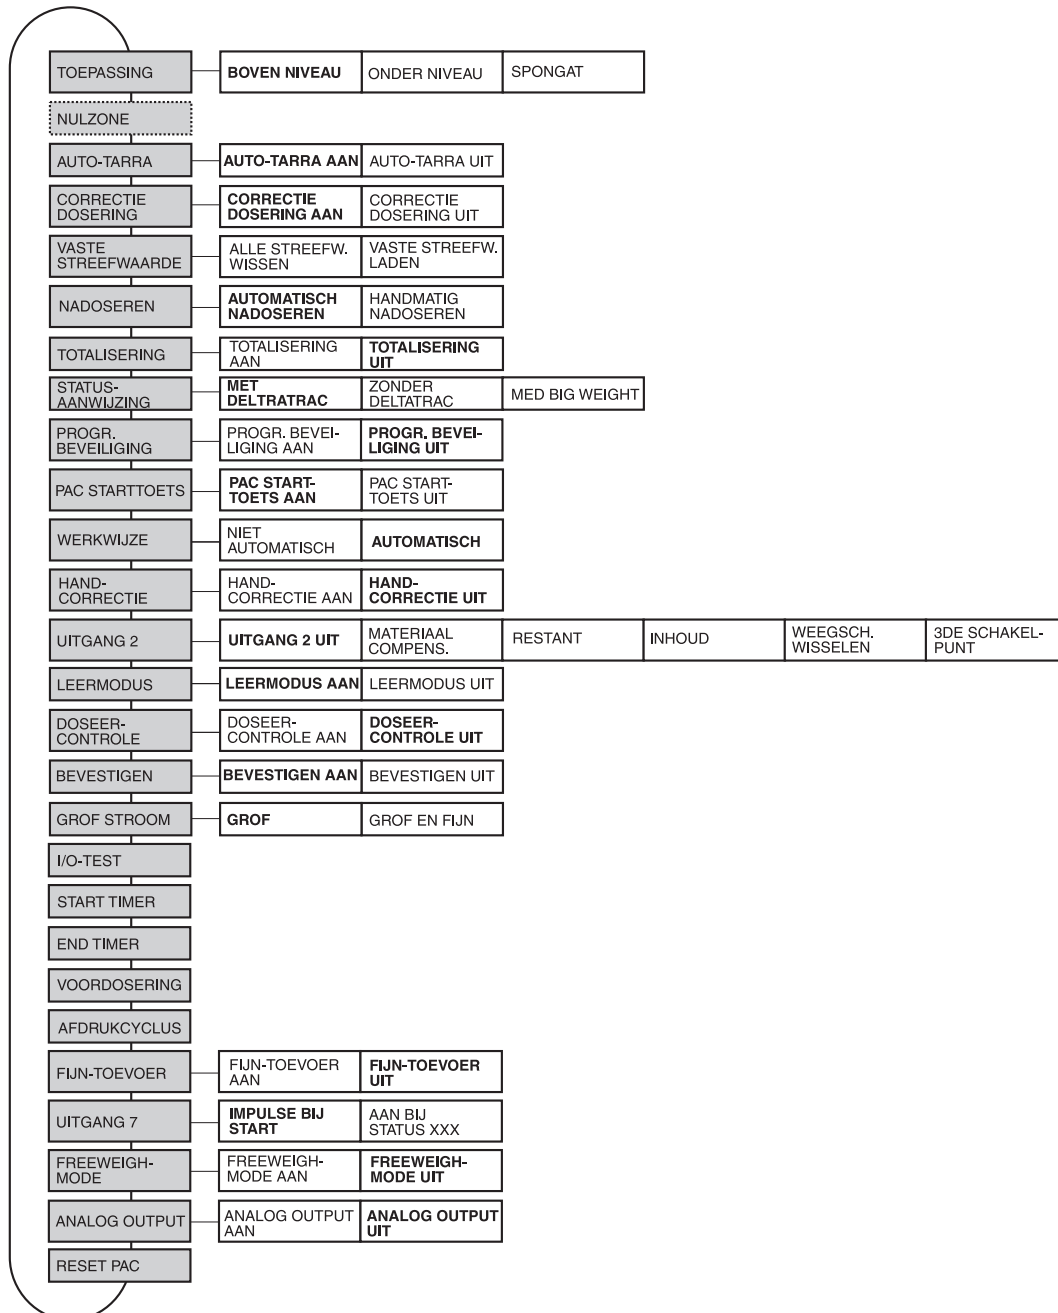 TOEPASSING
BOVEN NIVEAU
ONDER NIVEAU
SPONGAT
NULZONE
AUTO-TARRA
AUTO-TARRA AAN
AUTO-TARRA UIT
CORRECTIE
DOSERING
CORRECTIE
DOSERING AAN
CORRECTIE
DOSERING UIT
VASTE
STREEFWAARDE
ALLE STREEFW.
WISSEN
VASTE STREEFW.
LADEN
NADOSEREN
AUTOMATISCH
NADOSEREN
HANDMATIG
NADOSEREN
TOTALISERING
TOTALISERING
AAN
TOTALISERING
UIT
STATUS-
AANWIJZING
MET
DELTRATRAC
ZONDER
DELTATRAC
MED BIG WEIGHT
PROGR.
BEVEILIGING
PROGR. BEVEI-
LIGING AAN
PROGR. BEVEI-
LIGING UIT
PAC STARTTOETS
PAC START-
TOETS AAN
PAC START-
TOETS UIT
WERKWIJZE
NIET
AUTOMATISCH
AUTOMATISCH
HAND-
CORRECTIE
HAND-
CORRECTIE AAN
HAND-
CORRECTIE UIT
UITGANG 2
UITGANG 2 UIT
MATERIAAL
COMPENS.
RESTANT
INHOUD
WEEGSCH.
WISSELEN
3DE SCHAKEL-
PUNT
LEERMODUS
LEERMODUS AAN
LEERMODUS UIT
DOSEER-
CONTROLE
DOSEER-
CONTROLE AAN
DOSEER-
CONTROLE UIT
BEVESTIGEN
BEVESTIGEN AAN
BEVESTIGEN UIT
GROF STROOM
GROF
GROF EN FIJN
I/O-TEST
START TIMER
END TIMER
VOORDOSERING
AFDRUKCYCLUS
FIJN-TOEVOER
FIJN-TOEVOER
AAN
FIJN-TOEVOER
UIT
UITGANG 7
IMPULSE BIJ
START
AAN BIJ
STATUS XXX
FREEWEIGH-
MODE
FREEWEIGH-
MODE AAN
FREEWEIGH-
MODE UIT
ANALOG OUTPUT
ANALOG OUTPUT
AAN
ANALOG OUTPUT
UIT
RESET PAC